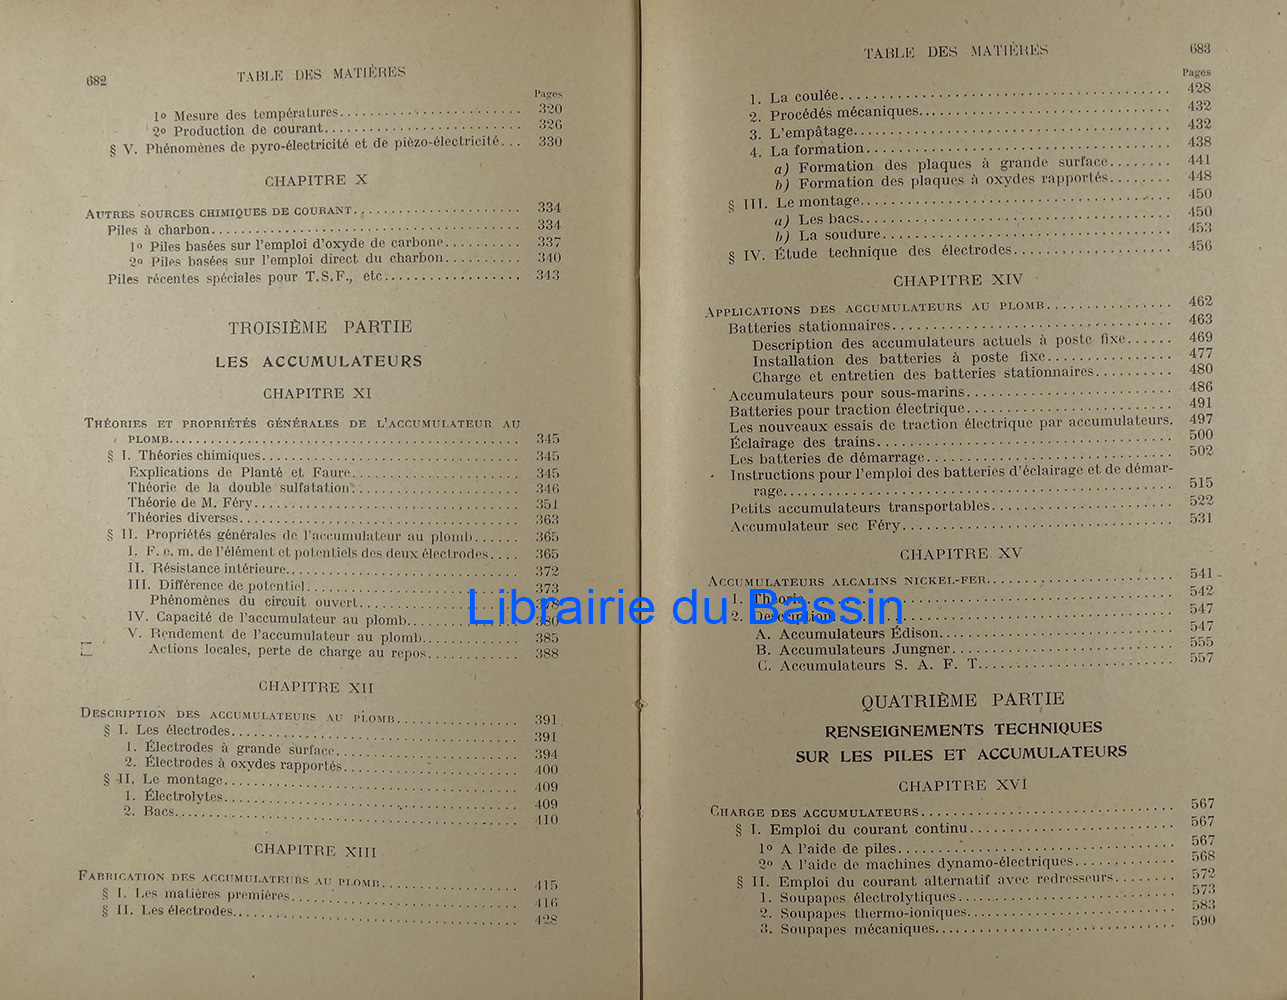 682
TABLE DES MATIÈRES
Pages
1º Mesure des températures. 320
2º Production de courant. 326
§ V. Phénomènes de pyro-électricité et de pièzo-électricité. 330
CHAPITRE X
AUTRES SOURCES CHIMIQUES DE COURANT. 334
Piles à charbon. 334
1º Piles basées sur l'emploi d'oxyde de carbone. 337
2º Piles basées sur l'emploi direct du charbon. 340
Piles récentes spéciales pour T.S.F., etc. 343
TROISIÈME PARTIE
LES ACCUMULATEURS
CHAPITRE XI
THÉORIES ET PROPRIÉTÉS GÉNÉRALES DE L'ACCUMULATEUR AU
PLOMB. 345
§ I. Théories chimiques. 345
Explications de Planté et Faure. 345
Théorie de la double sulfatation. 346
Théorie de M. Féry. 351
Théories diverses. 363
§ II. Propriétés générales de l'accumulateur au plomb. 365
I. F. e. m. de l'élément et potentiels des deux électrodes. 365
II. Résistance intérieure. 372
III. Différence de potentiel. 373
Phénomènes du circuit ouvert. 378
IV. Capacité de l'accumulateur au plomb. 380
V. Rendement de l'accumulateur au plomb. 385
Actions locales, perte de charge au repos. 388
CHAPITRE XII
DESCRIPTION DES ACCUMULATEURS AU PLOMB. 391
§ I. Les électrodes. 391
1. Électrodes à grande surface. 394
2. Électrodes à oxydes rapportés. 400
§ II. Le montage. 409
1. Électrolytes. 409
2. Bacs. 410
CHAPITRE XIII
FABRICATION DES ACCUMULATEURS AU PLOMB. 415
§ I. Les matières premières. 416
§ II. Les électrodes. 428
TABLE DES MATIÈRES
683
Pages
1. La coulée. 428
2. Procédés mécaniques. 432
3. L'empâtage. 432
4. La formation. 438
a) Formation des plaques à grande surface. 441
b) Formation des plaques à oxydes rapportés. 448
§ III. Le montage. 450
a) Les bacs. 450
b) La soudure. 453
§ IV. Étude technique des électrodes. 456
CHAPITRE XIV
APPLICATIONS DES ACCUMULATEURS AU PLOMB. 462
Batteries stationnaires. 463
Description des accumulateurs actuels à poste fixe. 469
Installation des batteries à poste fixe. 477
Charge et entretien des batteries stationnaires. 480
Accumulateurs pour sous-marins. 486
Batteries pour traction électrique. 491
Les nouveaux essais de traction électrique par accumulateurs. 497
Éclairage des trains. 500
Les batteries de démarrage. 502
Instructions pour l'emploi des batteries d'éclairage et de démar-
rage. 515
Petits accumulateurs transportables. 522
Accumulateur sec Féry. 531
CHAPITRE XV
ACCUMULATEURS ALCALINS NICKEL-FER. 541
1. Théorie. 542
2. Description. 547
A. Accumulateurs Édison. 547
B. Accumulateurs Jungner. 555
C. Accumulateurs S. A. F. T. 557
QUATRIÈME PARTIE
RENSEIGNEMENTS TECHNIQUES
SUR LES PILES ET ACCUMULATEURS
CHAPITRE XVI
CHARGE DES ACCUMULATEURS. 567
§ I. Emploi du courant continu. 567
1º A l'aide de piles. 567
2º A l'aide de machines dynamo-électriques. 568
§ II. Emploi du courant alternatif avec redresseurs. 572
1. Soupapes électrolytiques. 573
2. Soupapes thermo-ioniques. 583
3. Soupapes mécaniques. 590
Librairie du Bassin